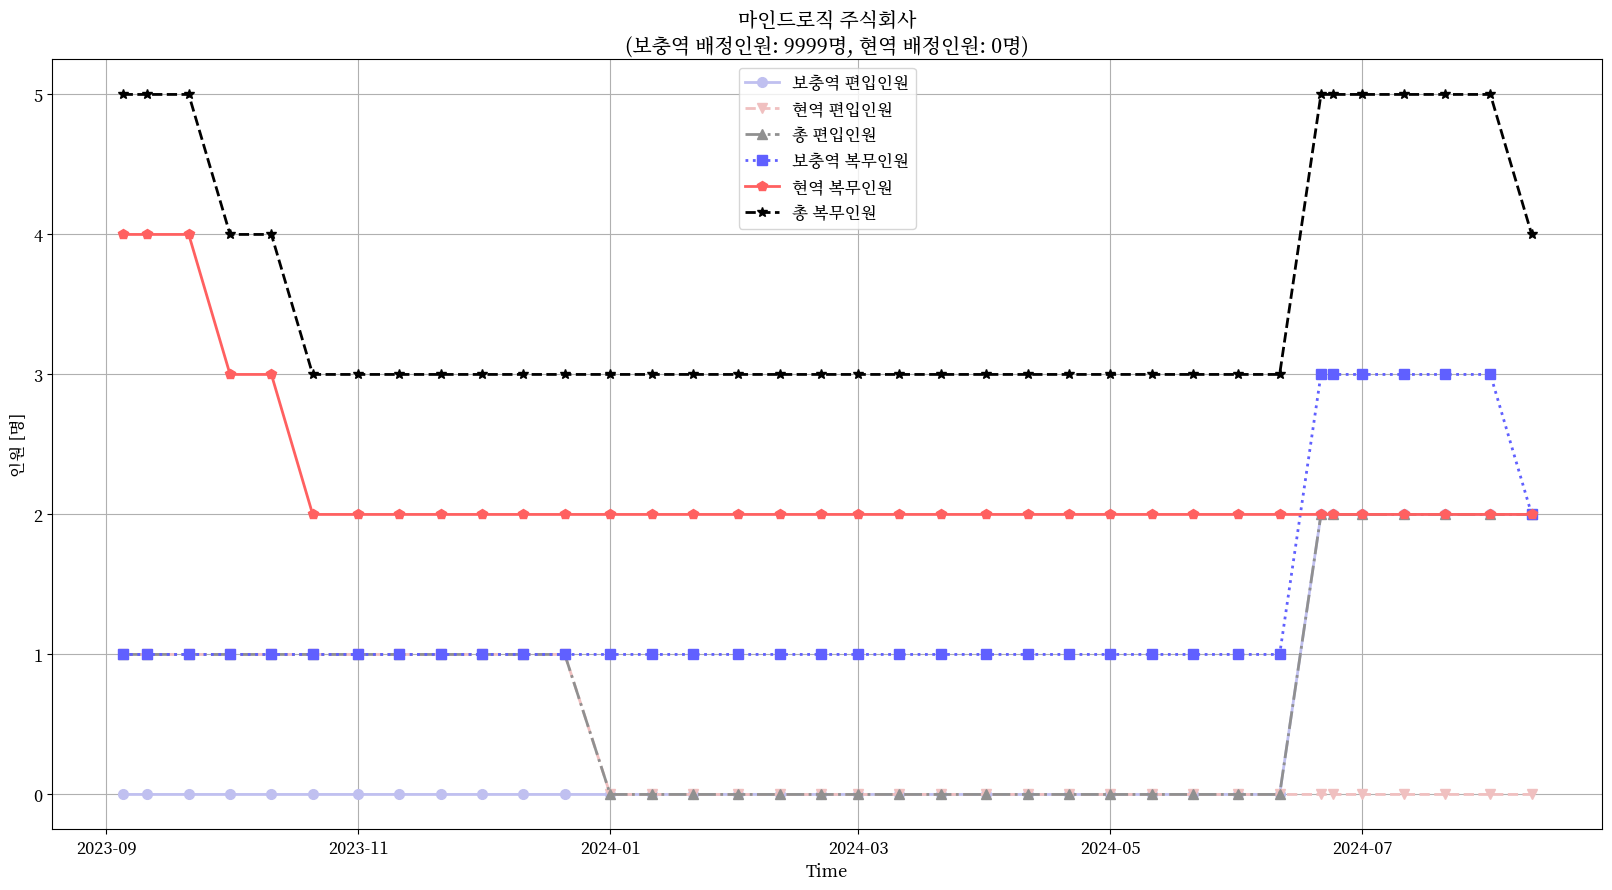 마인드로직 주식회사
(보충역 배정인원: 9999명, 현역 배정인원: 0명)
보충역 편입인원
현역 편입인원
총 편입인원
보충역 복무인원
현역 복무인원
총 복무인원
인원 [명]
5
4
3
2
1
0
2023-09
2023-11
2024-01
2024-03
2024-05
2024-07
Time